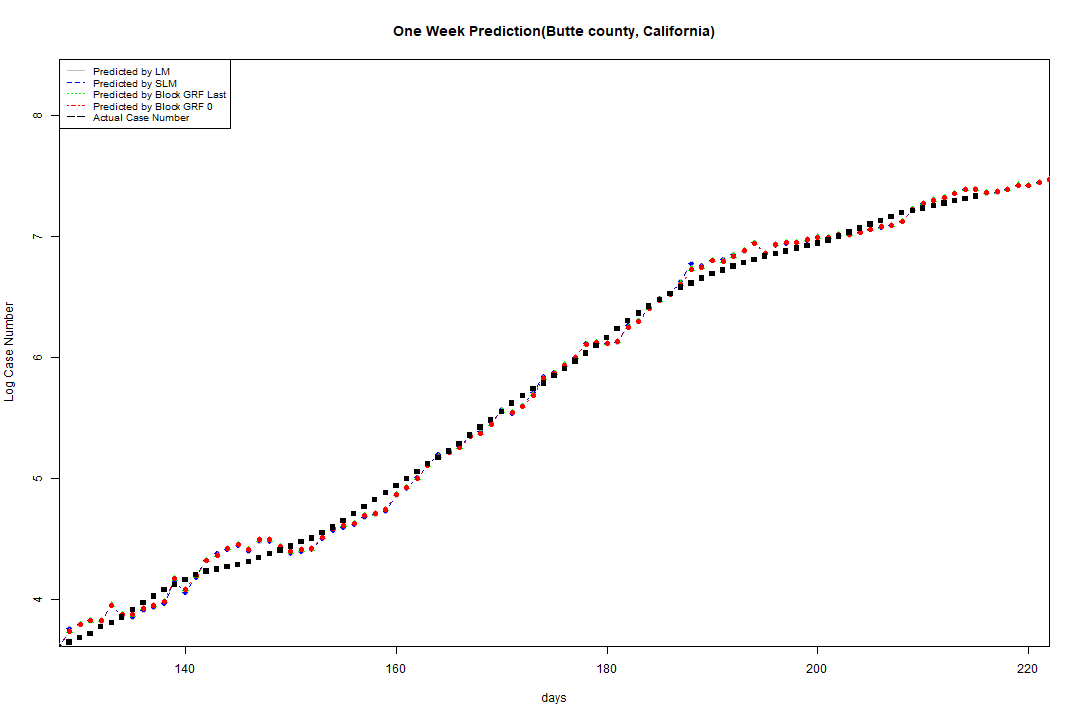 One Week Prediction(Butte county, California)
Predicted by LM
Predicted by SLM
Predicted by Block GRF Last
Predicted by Block GRF 0
Actual Case Number
8
7
6
5
4
Log Case Number
140 160 180 200 220
days